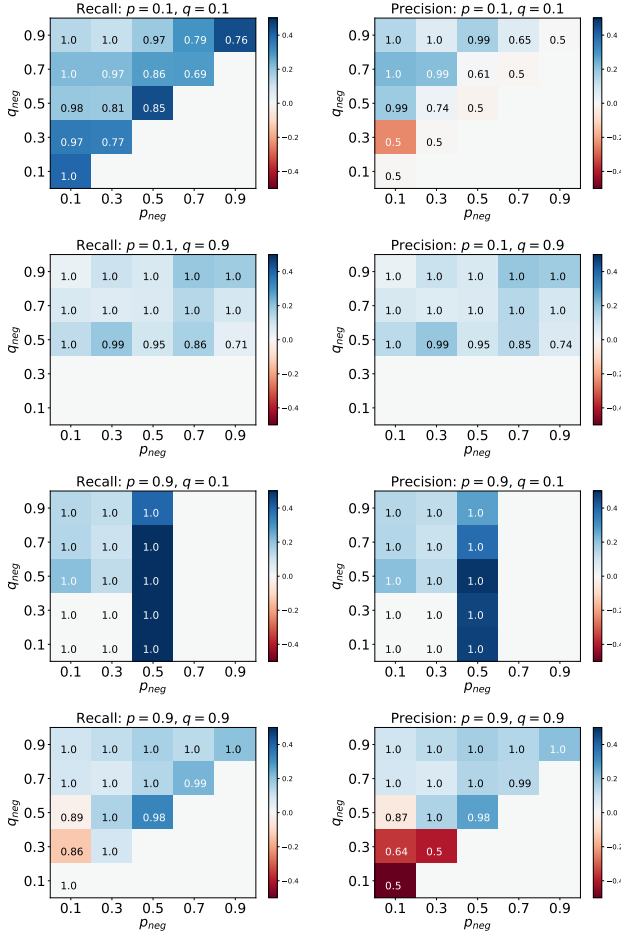 Recall: p = 0.1, q = 0.1
0.9 1.0 1.0 0.97 0.79 0.76 0.4
0.7 1.0 0.97 0.86 0.69 0.2
q_neg 0.5 0.98 0.81 0.85 0.0
0.3 0.97 0.77 −0.2
0.1 1.0 −0.4
0.1 0.3 0.5 0.7 0.9
p_neg
Precision: p = 0.1, q = 0.1
0.9 1.0 1.0 0.99 0.65 0.5 0.4
0.7 1.0 0.99 0.61 0.5 0.2
q_neg 0.5 0.99 0.74 0.5 0.0
0.3 0.5 0.5 −0.2
0.1 0.5 −0.4
0.1 0.3 0.5 0.7 0.9
p_neg
Recall: p = 0.1, q = 0.9
0.9 1.0 1.0 1.0 1.0 1.0 0.4
0.7 1.0 1.0 1.0 1.0 1.0 0.2
q_neg 0.5 1.0 0.99 0.95 0.86 0.71 0.0
0.3 −0.2
0.1 −0.4
0.1 0.3 0.5 0.7 0.9
p_neg
Precision: p = 0.1, q = 0.9
0.9 1.0 1.0 1.0 1.0 1.0 0.4
0.7 1.0 1.0 1.0 1.0 1.0 0.2
q_neg 0.5 1.0 0.99 0.95 0.85 0.74 0.0
0.3 −0.2
0.1 −0.4
0.1 0.3 0.5 0.7 0.9
p_neg
Recall: p = 0.9, q = 0.1
0.9 1.0 1.0 1.0 0.4
0.7 1.0 1.0 1.0 0.2
q_neg 0.5 1.0 1.0 1.0 0.0
0.3 1.0 1.0 1.0 −0.2
0.1 1.0 1.0 1.0 −0.4
0.1 0.3 0.5 0.7 0.9
p_neg
Precision: p = 0.9, q = 0.1
0.9 1.0 1.0 1.0 0.4
0.7 1.0 1.0 1.0 0.2
q_neg 0.5 1.0 1.0 1.0 0.0
0.3 1.0 1.0 1.0 −0.2
0.1 1.0 1.0 1.0 −0.4
0.1 0.3 0.5 0.7 0.9
p_neg
Recall: p = 0.9, q = 0.9
0.9 1.0 1.0 1.0 1.0 1.0 0.4
0.7 1.0 1.0 1.0 0.99 0.2
q_neg 0.5 0.89 1.0 0.98 0.0
0.3 0.86 1.0 −0.2
0.1 1.0 −0.4
0.1 0.3 0.5 0.7 0.9
p_neg
Precision: p = 0.9, q = 0.9
0.9 1.0 1.0 1.0 1.0 1.0 0.4
0.7 1.0 1.0 1.0 0.99 0.2
q_neg 0.5 0.87 1.0 0.98 0.0
0.3 0.64 0.5 −0.2
0.1 0.5 −0.4
0.1 0.3 0.5 0.7 0.9
p_neg